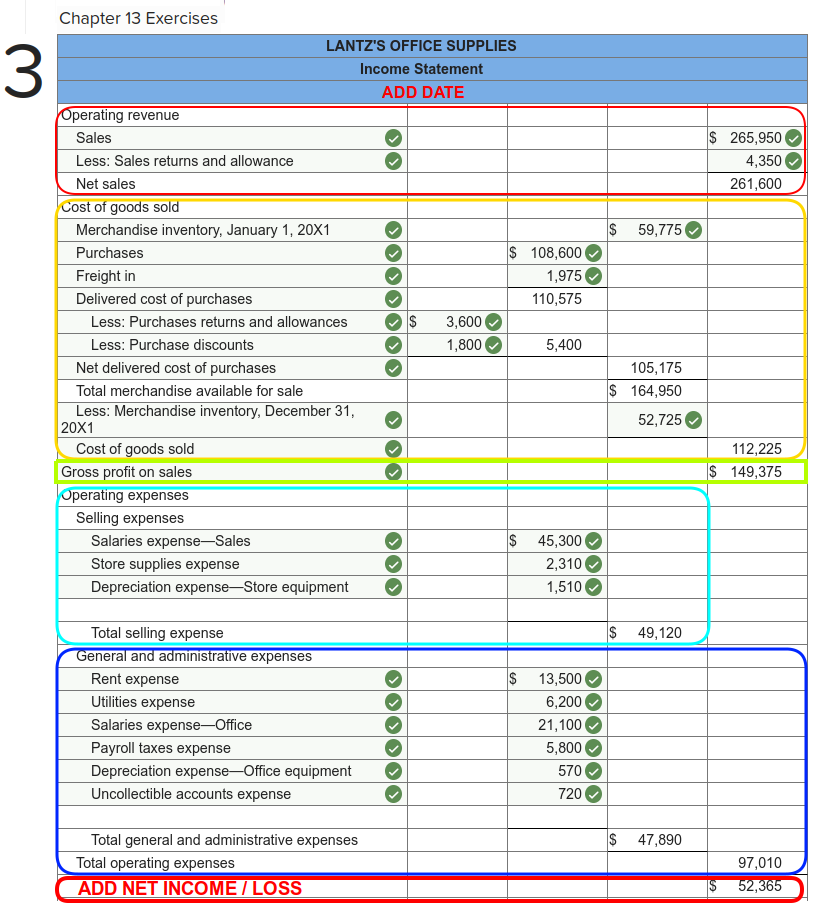 Chapter 13 Exercises
3
LANTZ'S OFFICE SUPPLIES
Income Statement
ADD DATE
Operating revenue
Sales $ 265,950
Less: Sales returns and allowance 4,350
Net sales 261,600
Cost of goods sold
Merchandise inventory, January 1, 20X1 $ 59,775
Purchases $ 108,600
Freight in 1,975
Delivered cost of purchases 110,575
Less: Purchases returns and allowances $ 3,600
Less: Purchase discounts 1,800 5,400
Net delivered cost of purchases 105,175
Total merchandise available for sale $ 164,950
Less: Merchandise inventory, December 31,
20X1 52,725
Cost of goods sold 112,225
Gross profit on sales $ 149,375
Operating expenses
Selling expenses
Salaries expense—Sales $ 45,300
Store supplies expense 2,310
Depreciation expense—Store equipment 1,510
Total selling expense $ 49,120
General and administrative expenses
Rent expense $ 13,500
Utilities expense 6,200
Salaries expense—Office 21,100
Payroll taxes expense 5,800
Depreciation expense—Office equipment 570
Uncollectible accounts expense 720
Total general and administrative expenses $ 47,890
Total operating expenses 97,010
ADD NET INCOME / LOSS $ 52,365